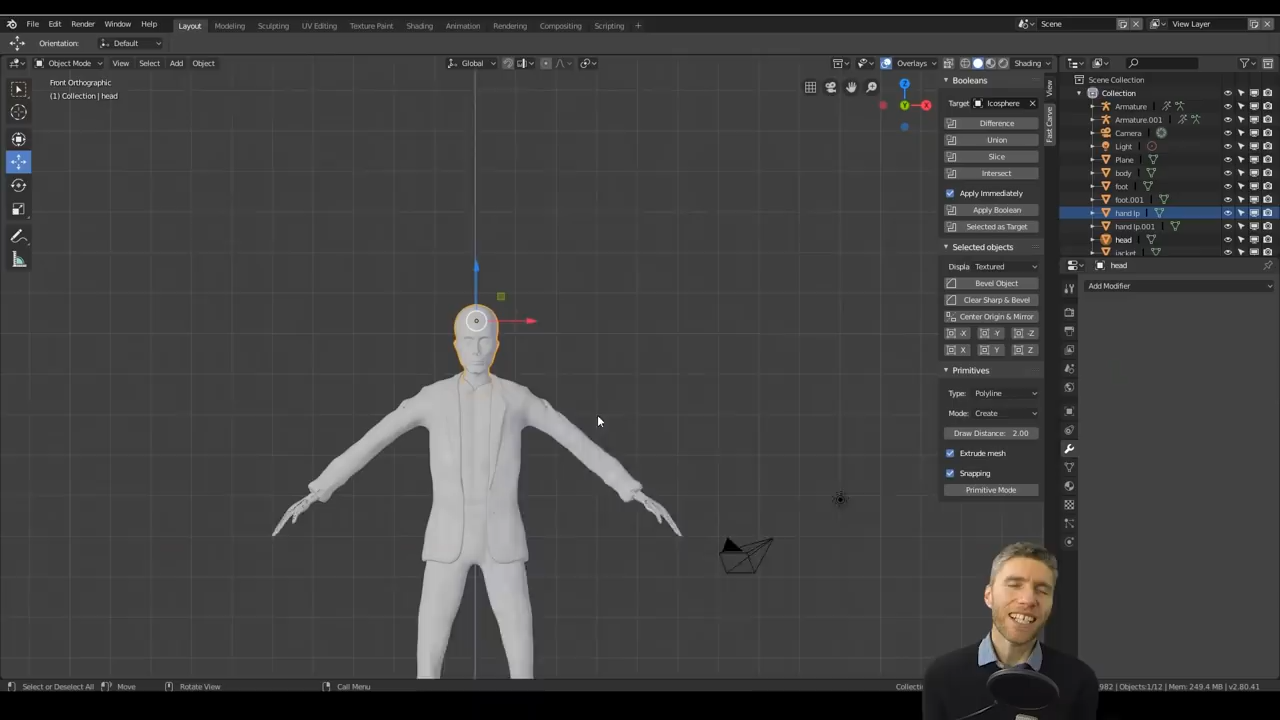 File Edit Render Window Help Layout Modeling Sculpting UV Editing Texture Paint Shading Animation Rendering Compositing Scripting + Scene View Layer
Orientation: Default
Object Mode View Select Add Object Global Overlays Shading
Front Orthographic
(1) Collection | head
Booleans
Target Icosphere
Difference
Union
Slice
Intersect
Apply Immediately
Apply Boolean
Selected as Target
Selected objects
Displa Textured
Bevel Object
Clear Sharp & Bevel
Center Origin & Mirror
-X -Y -Z
X Y Z
Primitives
Type: Polyline
Mode: Create
Draw Distance: 2.00
Extrude mesh
Snapping
Primitive Mode
View
Fast Carve
Z
Y
X
Scene Collection
Collection
Armature
Armature.001
Camera
Light
Plane
body
foot
foot.001
hand lp
hand lp.001
head
jacket
head
Add Modifier
Select or Deselect All Move Rotate View Call Menu
982 | Objects:1/12 | Mem: 249.4 MB | v2.80.41